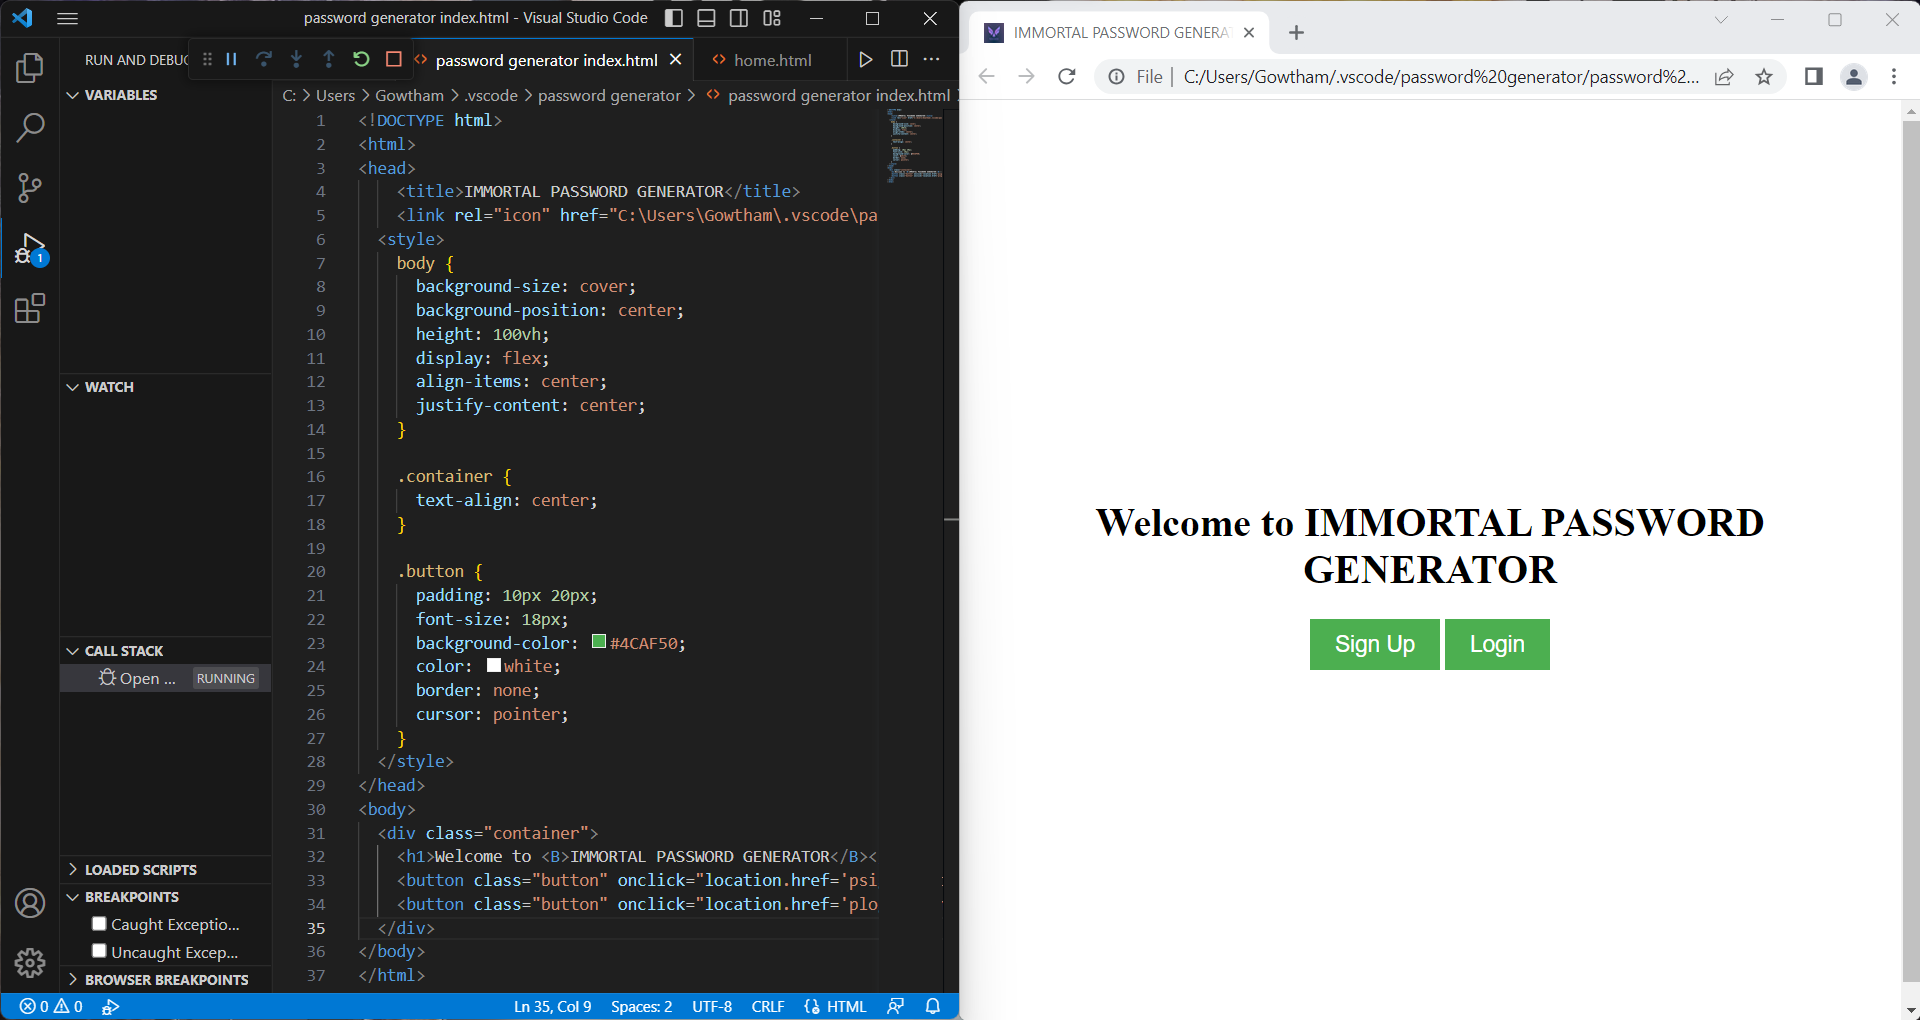 password generator index.html - Visual Studio Code
RUN AND DEBUG
password generator index.html
home.html
VARIABLES
WATCH
CALL STACK
Open ... RUNNING
LOADED SCRIPTS
BREAKPOINTS
Caught Exceptio...
Uncaught Excep...
BROWSER BREAKPOINTS
1
C: > Users > Gowtham > .vscode > password generator > <> password generator index.html >
1 <!DOCTYPE html>
2 <html>
3 <head>
4 <title>IMMORTAL PASSWORD GENERATOR</title>
5 <link rel="icon" href="C:\Users\Gowtham\.vscode\pa
6 <style>
7 body {
8 background-size: cover;
9 background-position: center;
10 height: 100vh;
11 display: flex;
12 align-items: center;
13 justify-content: center;
14 }
15
16 .container {
17 text-align: center;
18 }
19
20 .button {
21 padding: 10px 20px;
22 font-size: 18px;
23 background-color: #4CAF50;
24 color: white;
25 border: none;
26 cursor: pointer;
27 }
28 </style>
29 </head>
30 <body>
31 <div class="container">
32 <h1>Welcome to <B>IMMORTAL PASSWORD GENERATOR</B><
33 <button class="button" onclick="location.href='psi
34 <button class="button" onclick="location.href='plo
35 </div>
36 </body>
37 </html>
0 0
Ln 35, Col 9 Spaces: 2 UTF-8 CRLF HTML
IMMORTAL PASSWORD GENERA
File | C:/Users/Gowtham/.vscode/password%20generator/password%2...
Welcome to IMMORTAL PASSWORD
GENERATOR
Sign Up Login